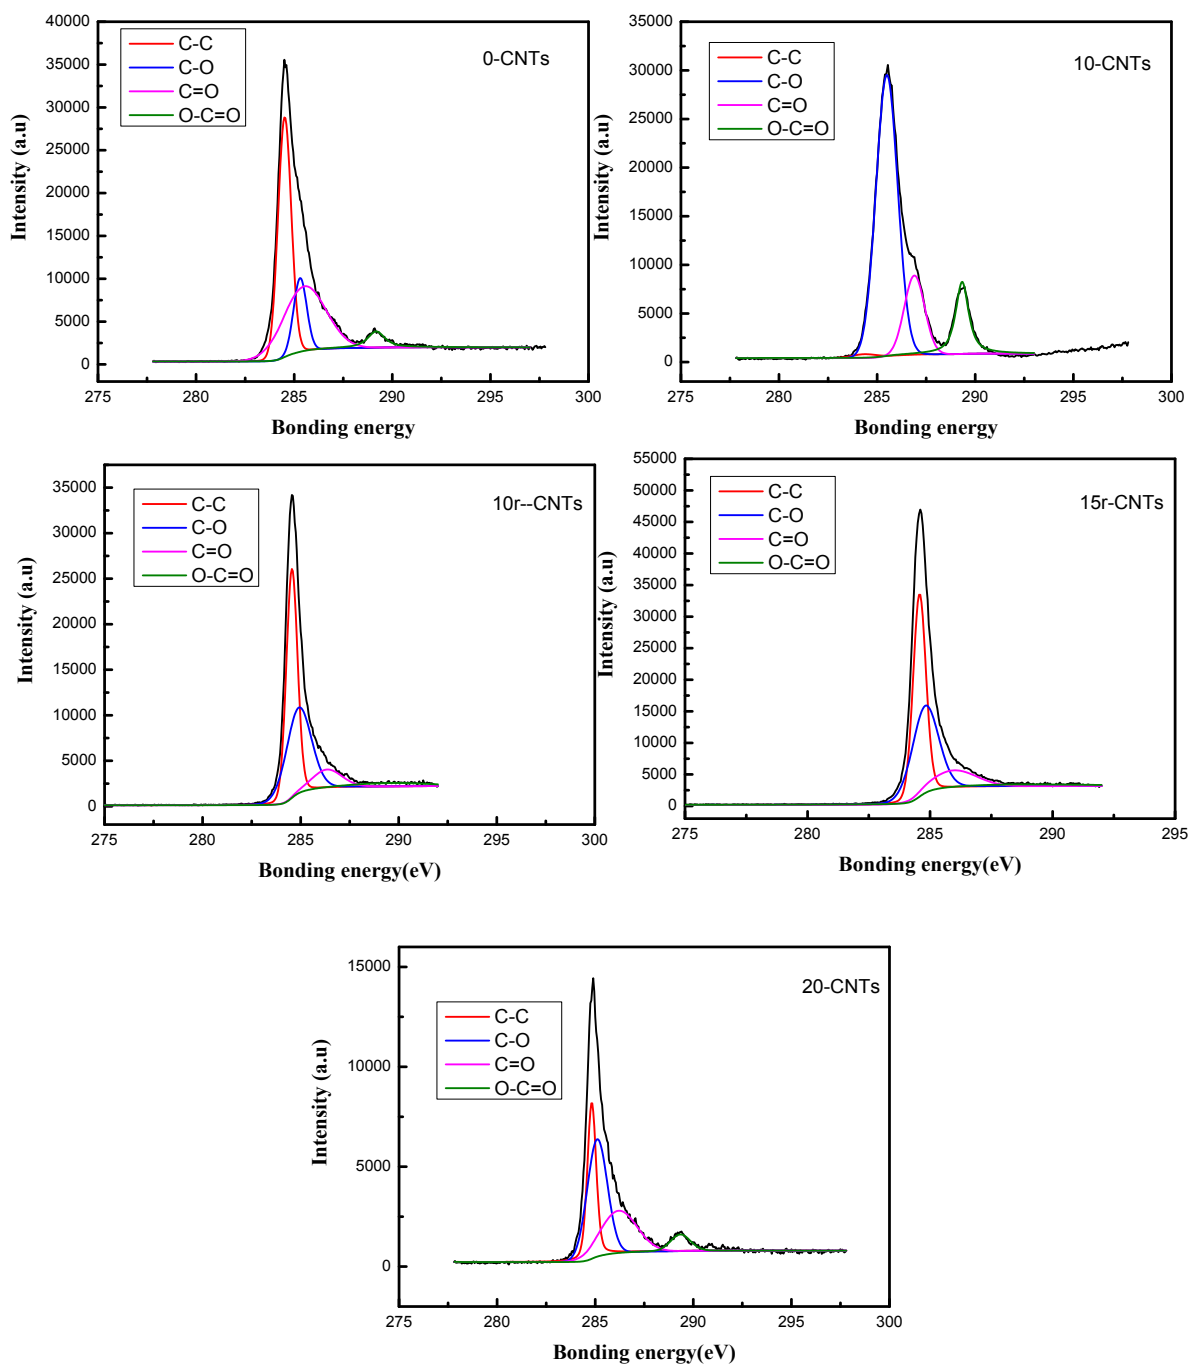 40000
35000
30000
25000
20000
15000
10000
5000
0
Intensity (a.u)
C-C
C-O
C=O
O-C=O
0-CNTs
275 280 285 290 295 300
Bonding energy
35000
30000
25000
20000
15000
10000
5000
0
Intensity (a.u)
C-C
C-O
C=O
O-C=O
10-CNTs
275 280 285 290 295 300
Bonding energy
35000
30000
25000
20000
15000
10000
5000
0
Intensity (a.u)
C-C
C-O
C=O
O-C=O
10r--CNTs
275 280 285 290 295 300
Bonding energy(eV)
55000
50000
45000
40000
35000
30000
25000
20000
15000
10000
5000
0
Intensity (a.u)
C-C
C-O
C=O
O-C=O
15r-CNTs
275 280 285 290 295
Bonding energy(eV)
15000
10000
5000
0
Intensity (a.u)
C-C
C-O
C=O
O-C=O
20-CNTs
275 280 285 290 295 300
Bonding energy(eV)